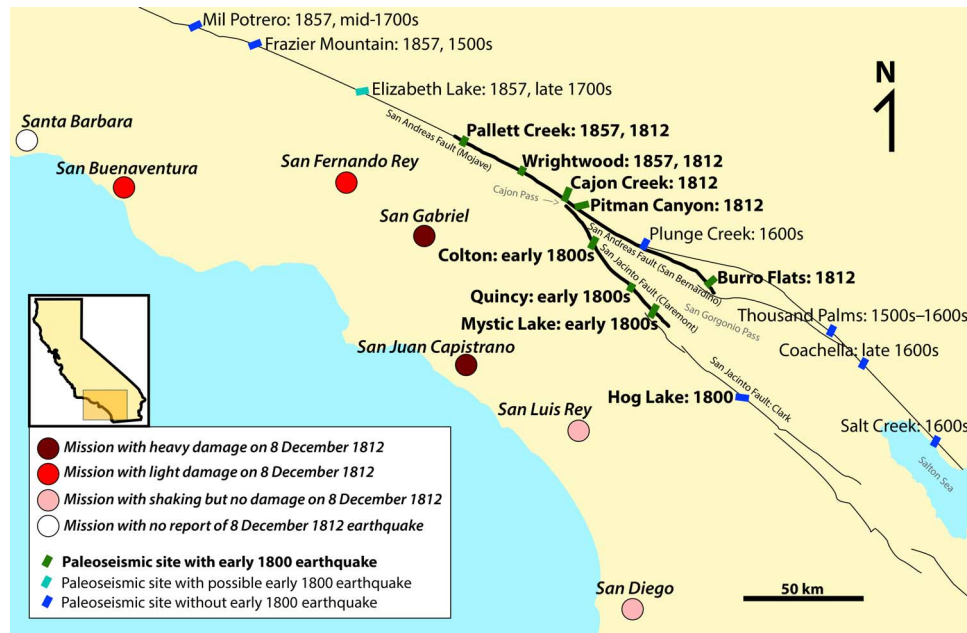 Mil Potrero: 1857, mid-1700s
Frazier Mountain: 1857, 1500s
N
Elizabeth Lake: 1857, late 1700s
Santa Barbara
San Andreas Fault (Mojave)
Pallett Creek: 1857, 1812
San Buenaventura
San Fernando Rey
Wrightwood: 1857, 1812
Cajon Creek: 1812
Cajon Pass
Pitman Canyon: 1812
San Gabriel
San Andreas Fault (San Bernardino)
Plunge Creek: 1600s
Colton: early 1800s
San Jacinto Fault (Claremont)
Burro Flats: 1812
Quincy: early 1800s
San Gorgonio Pass
Thousand Palms: 1500s–1600s
Mystic Lake: early 1800s
San Juan Capistrano
Coachella: late 1600s
San Jacinto Fault: Clark
Hog Lake: 1800
San Luis Rey
Salt Creek: 1600s
Salton Sea
Mission with heavy damage on 8 December 1812
Mission with light damage on 8 December 1812
Mission with shaking but no damage on 8 December 1812
Mission with no report of 8 December 1812 earthquake
Paleoseismic site with early 1800 earthquake
Paleoseismic site with possible early 1800 earthquake
Paleoseismic site without early 1800 earthquake
San Diego
50 km